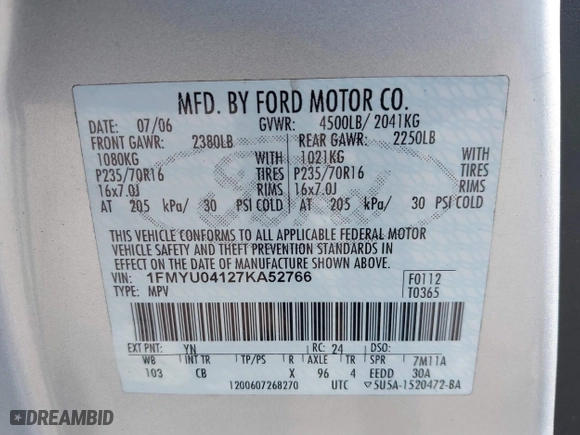 MFD. BY FORD MOTOR CO.
DATE: 07/06 GVWR: 4500LB/ 2041KG
FRONT GAWR: 2380LB REAR GAWR: 2250LB
1080KG WITH 1021KG WITH
P235/70R16 TIRES P235/70R16 TIRES
16x7.0J RIMS 16x7.0J RIMS
AT 205 kPa/ 30 PSI COLD AT 205 kPa/ 30 PSI COLD
THIS VEHICLE CONFORMS TO ALL APPLICABLE FEDERAL MOTOR
VEHICLE SAFETY AND THEFT PREVENTION STANDARDS IN
EFFECT ON THE DATE OF MANUFACTURE SHOWN ABOVE.
VIN: 1FMYU04127KA52766 F0112
TYPE: MPV T0365
EXT PNT: YN RC: 24 DSO:
WB INT TR TP/PS R AXLE TR SPR 7M11A
103 CB X 96 4 EEDD 30A
1200607268270 UTC ▽5U5A-1520472-BA
DREAMBID